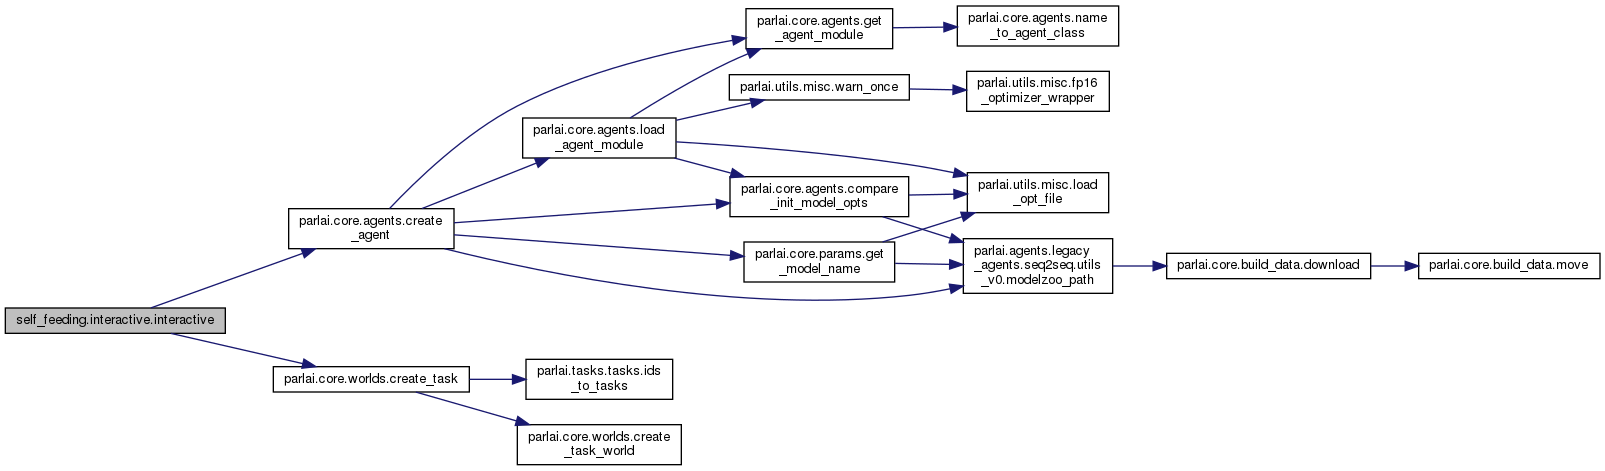 parlai.core.agents.get
_agent_module
parlai.core.agents.name
_to_agent_class
parlai.utils.misc.warn_once
parlai.utils.misc.fp16
_optimizer_wrapper
parlai.core.agents.load
_agent_module
parlai.core.agents.compare
_init_model_opts
parlai.utils.misc.load
_opt_file
parlai.core.agents.create
_agent
parlai.core.params.get
_model_name
parlai.agents.legacy
_agents.seq2seq.utils
_v0.modelzoo_path
parlai.core.build_data.download
parlai.core.build_data.move
self_feeding.interactive.interactive
parlai.core.worlds.create_task
parlai.tasks.tasks.ids
_to_tasks
parlai.core.worlds.create
_task_world